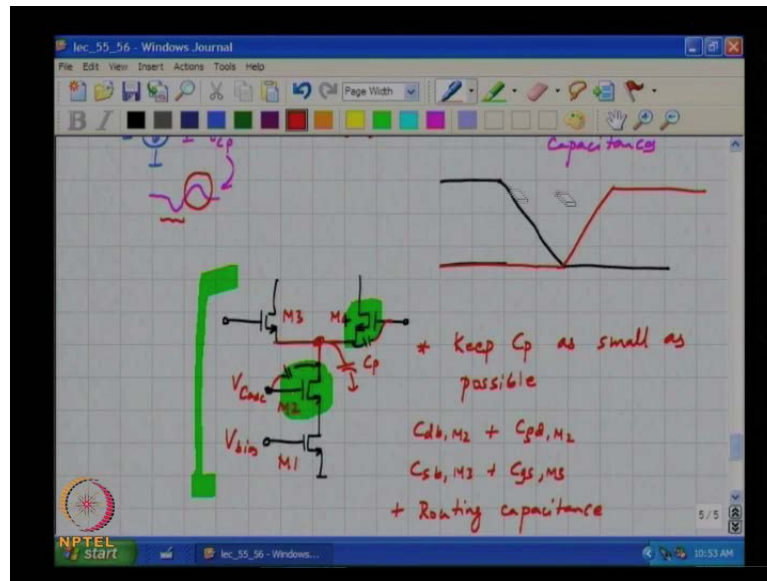 lec_55_56 - Windows Journal
File Edit View Insert Actions Tools Help
Page Width
B I
Capacitances
M3
M4
* Keep Cp as small as
possible
Cp
VCasc
M2
Cdb,M2 + Cgd,M2
Vbias
M1
Csb,M3 + Cgs,M3
+ Routing capacitance
5/5
NPTEL
start
lec_55_56 - Windows...
10:53 AM